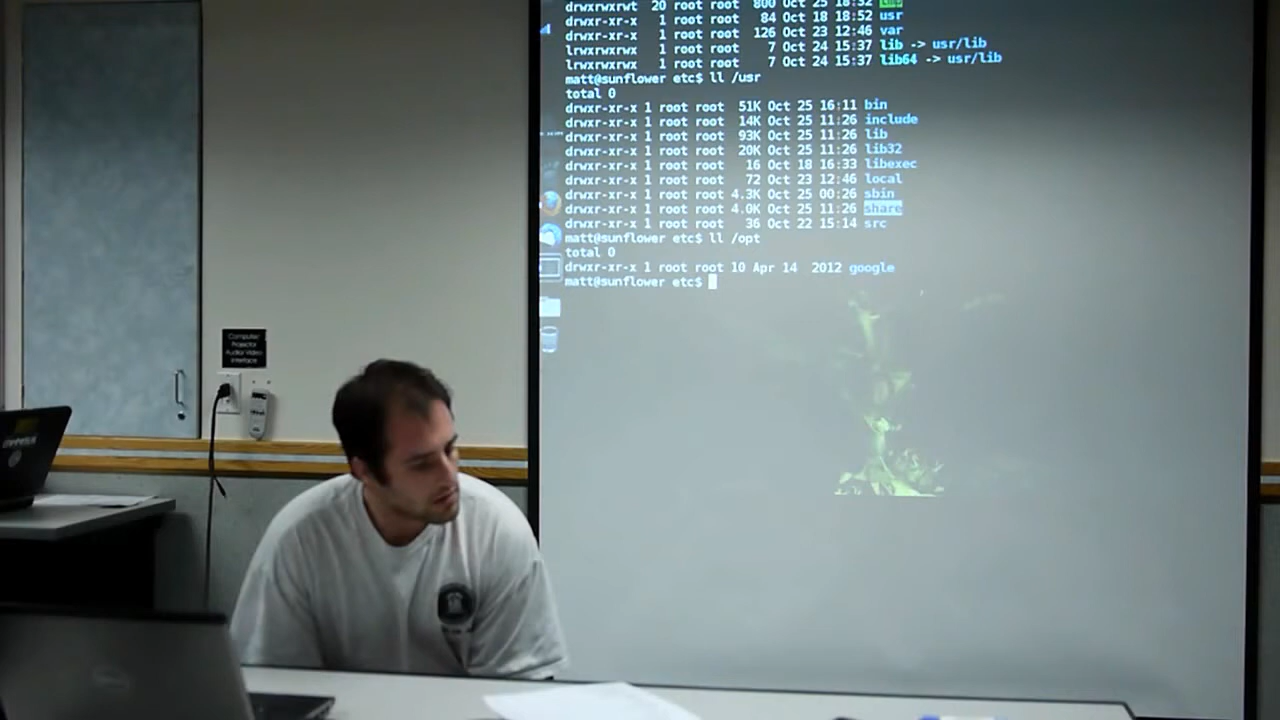 drwxrwxrwt 20 root root 800 Oct 25 18:32 tmp
drwxr-xr-x 1 root root 84 Oct 18 18:52 usr
drwxr-xr-x 1 root root 126 Oct 23 12:46 var
lrwxrwxrwx 1 root root 7 Oct 24 15:37 lib -> usr/lib
lrwxrwxrwx 1 root root 7 Oct 24 15:37 lib64 -> usr/lib
matt@sunflower etc$ ll /usr
total 0
drwxr-xr-x 1 root root 51K Oct 25 16:11 bin
drwxr-xr-x 1 root root 14K Oct 25 11:26 include
drwxr-xr-x 1 root root 93K Oct 25 11:26 lib
drwxr-xr-x 1 root root 20K Oct 25 11:26 lib32
drwxr-xr-x 1 root root 16 Oct 18 16:33 libexec
drwxr-xr-x 1 root root 72 Oct 23 12:46 local
drwxr-xr-x 1 root root 4.3K Oct 25 00:26 sbin
drwxr-xr-x 1 root root 4.0K Oct 25 11:26 share
drwxr-xr-x 1 root root 36 Oct 22 15:14 src
matt@sunflower etc$ ll /opt
total 0
drwxr-xr-x 1 root root 10 Apr 14 2012 google
matt@sunflower etc$
Computer
Projector
Audio/Video
Interface